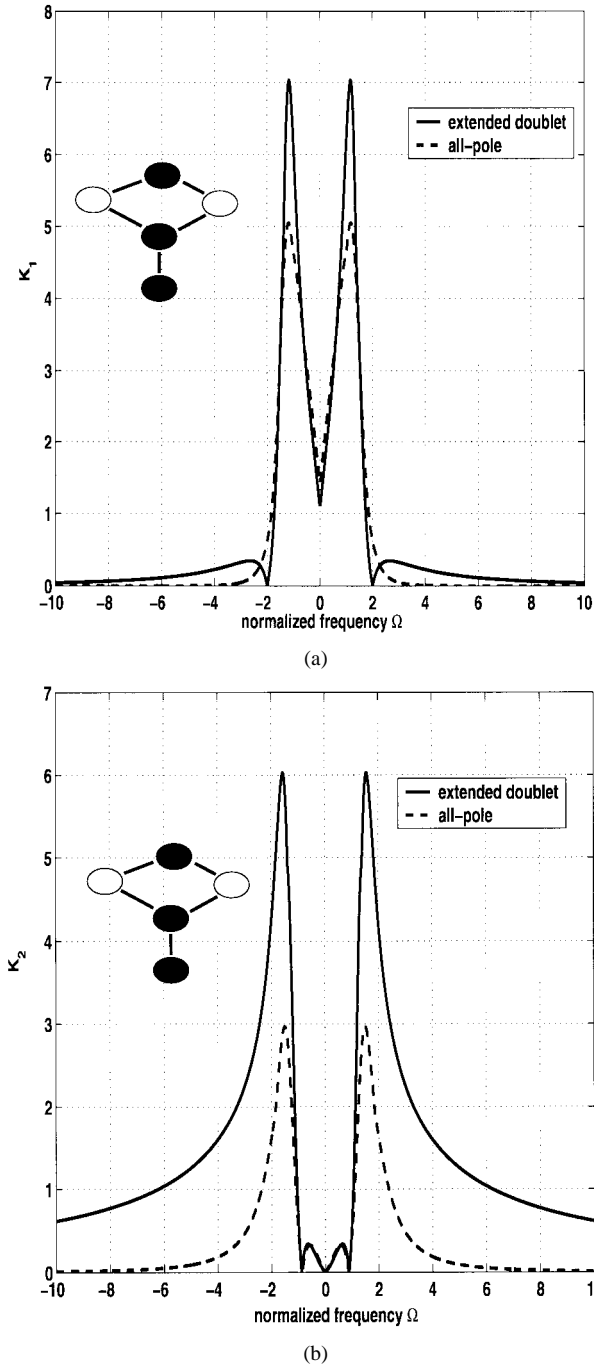 8
7
6
5
4
3
2
1
0
K1
extended doublet
all-pole
−10 −8 −6 −4 −2 0 2 4 6 8 10
normalized frequency Ω
(a)
7
6
5
4
3
2
1
0
K2
extended doublet
all-pole
−10 −8 −6 −4 −2 0 2 4 6 8 1
normalized frequency Ω
(b)